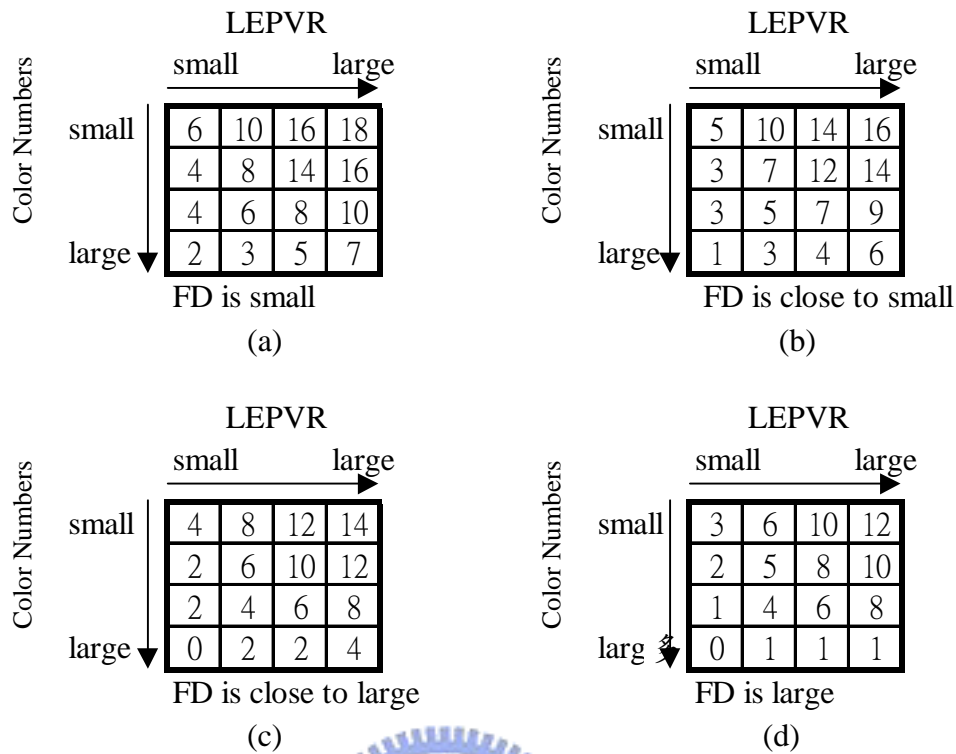 LEPVR
small large
Color Numbers
small
large
6 10 16 18
4 8 14 16
4 6 8 10
2 3 5 7
FD is small
(a)
LEPVR
small large
Color Numbers
small
large
5 10 14 16
3 7 12 14
3 5 7 9
1 3 4 6
FD is close to small
(b)
LEPVR
small large
Color Numbers
small
large
4 8 12 14
2 6 10 12
2 4 6 8
0 2 2 4
FD is close to large
(c)
LEPVR
small large
Color Numbers
small
larg 多
3 6 10 12
2 5 8 10
1 4 6 8
0 1 1 1
FD is large
(d)